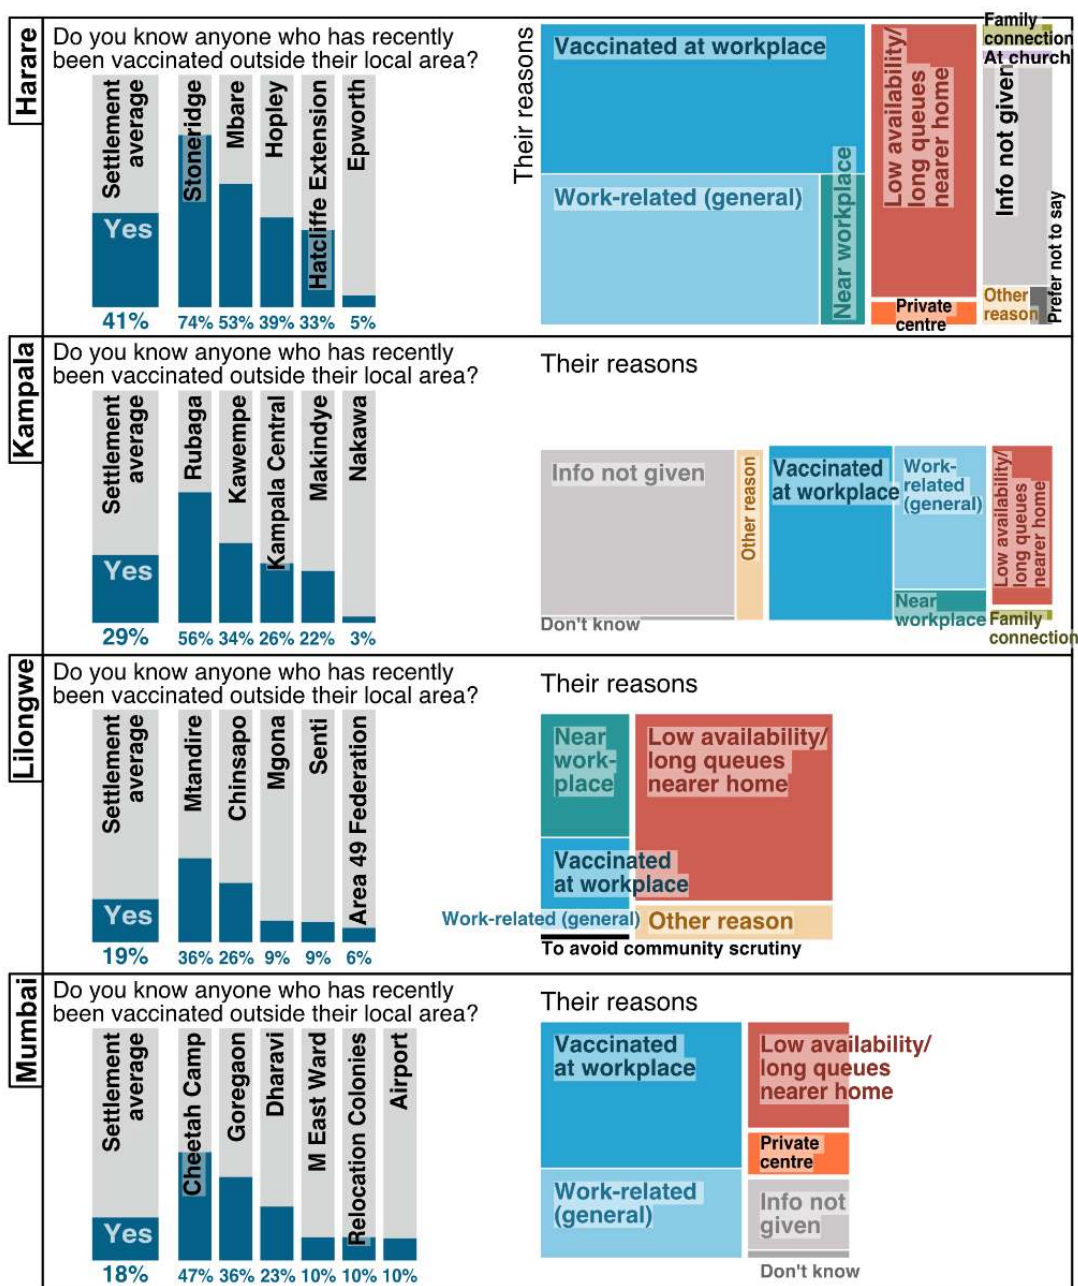 Harare
Do you know anyone who has recently
been vaccinated outside their local area?
Settlement
average
Stoneridge
Mbare
Hopley
Hatcliffe Extension
Epworth
Yes
41%
74%
53%
39%
33%
5%
Their reasons
Vaccinated at workplace
Work-related (general)
Near workplace
Low availability/
long queues
nearer home
Private
centre
Family
connection
At church
Info not given
Other
reason
Prefer not to say
Kampala
Do you know anyone who has recently
been vaccinated outside their local area?
Settlement
average
Rubaga
Kawempe
Kampala Central
Makindye
Nakawa
Yes
29%
56%
34%
26%
22%
3%
Their reasons
Info not given
Don't know
Other reason
Vaccinated
at workplace
Work-
related
(general)
Near
workplace
Low availability/
long queues
nearer home
Family
connection
Lilongwe
Do you know anyone who has recently
been vaccinated outside their local area?
Settlement
average
Mtandire
Chinsapo
Mgona
Senti
Area 49 Federation
Yes
19%
36%
26%
9%
9%
6%
Their reasons
Near
work-
place
Vaccinated
at workplace
Work-related (general)
To avoid community scrutiny
Low availability/
long queues
nearer home
Other reason
Mumbai
Do you know anyone who has recently
been vaccinated outside their local area?
Settlement
average
Cheetah Camp
Goregaon
Dharavi
M East Ward
Relocation Colonies
Airport
Yes
18%
47%
36%
23%
10%
10%
10%
Their reasons
Vaccinated
at workplace
Work-related
(general)
Low availability/
long queues
nearer home
Private
centre
Info not
given
Don't know